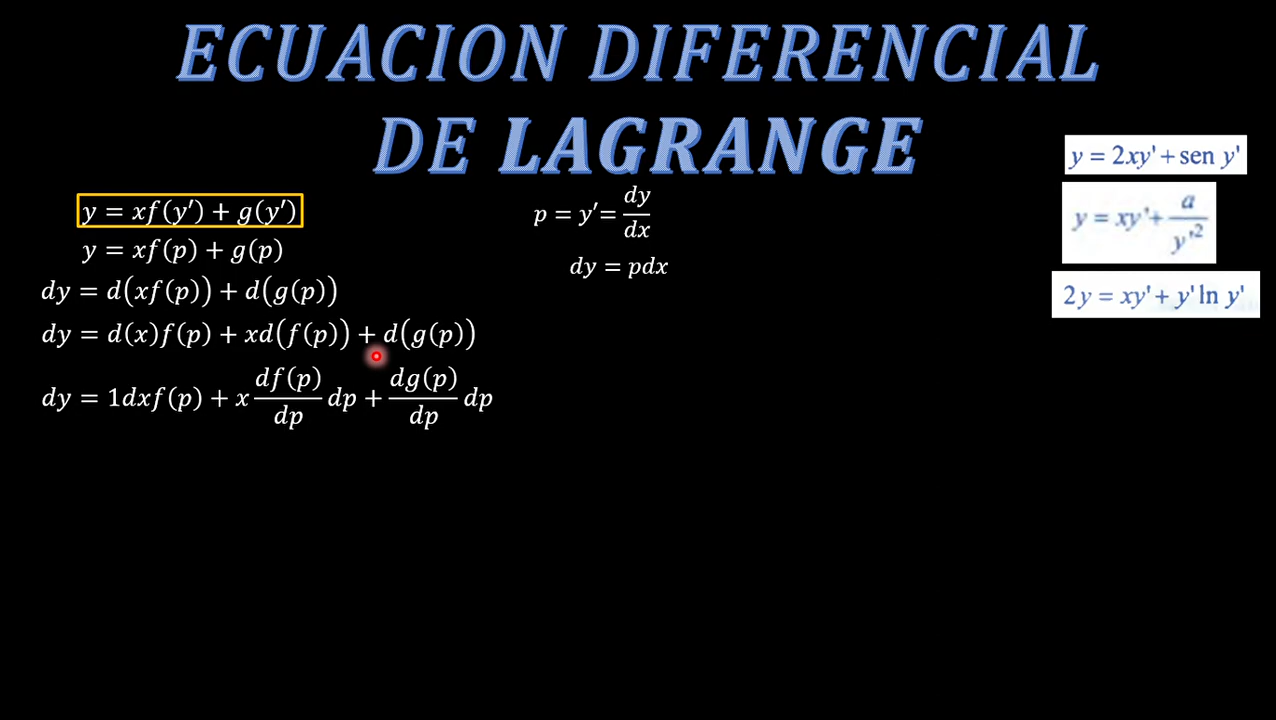 ECUACION DIFERENCIAL
DE LAGRANGE
y = xf(y′) + g(y′)
y = xf(p) + g(p)
dy = d(xf(p)) + d(g(p))
dy = d(x)f(p) + xd(f(p)) + d(g(p))
dy = 1dxf(p) + x df(p)/dp dp + dg(p)/dp dp
p = y′= dy/dx
dy = pdx
y = 2xy' + sen y'
y = xy' + a/y'²
2y = xy' + y' ln y'